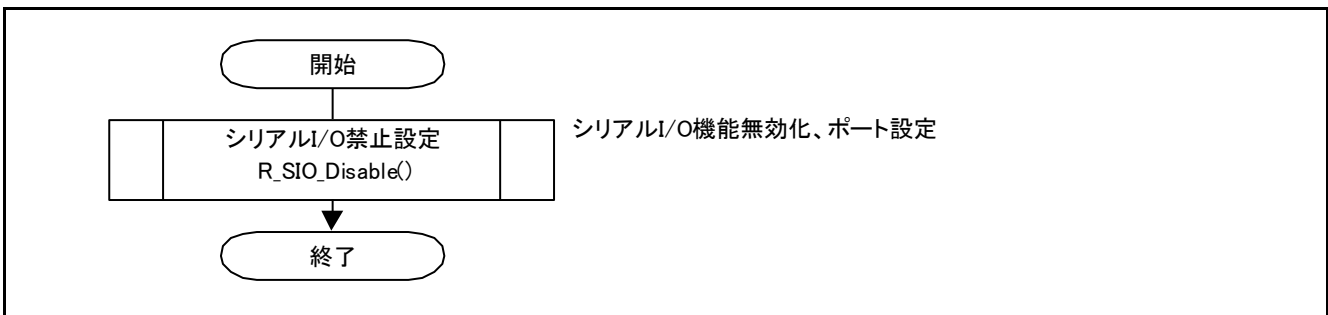 開始
シリアルI/O禁止設定
R_SIO_Disable()
シリアルI/O機能無効化、ポート設定
終了